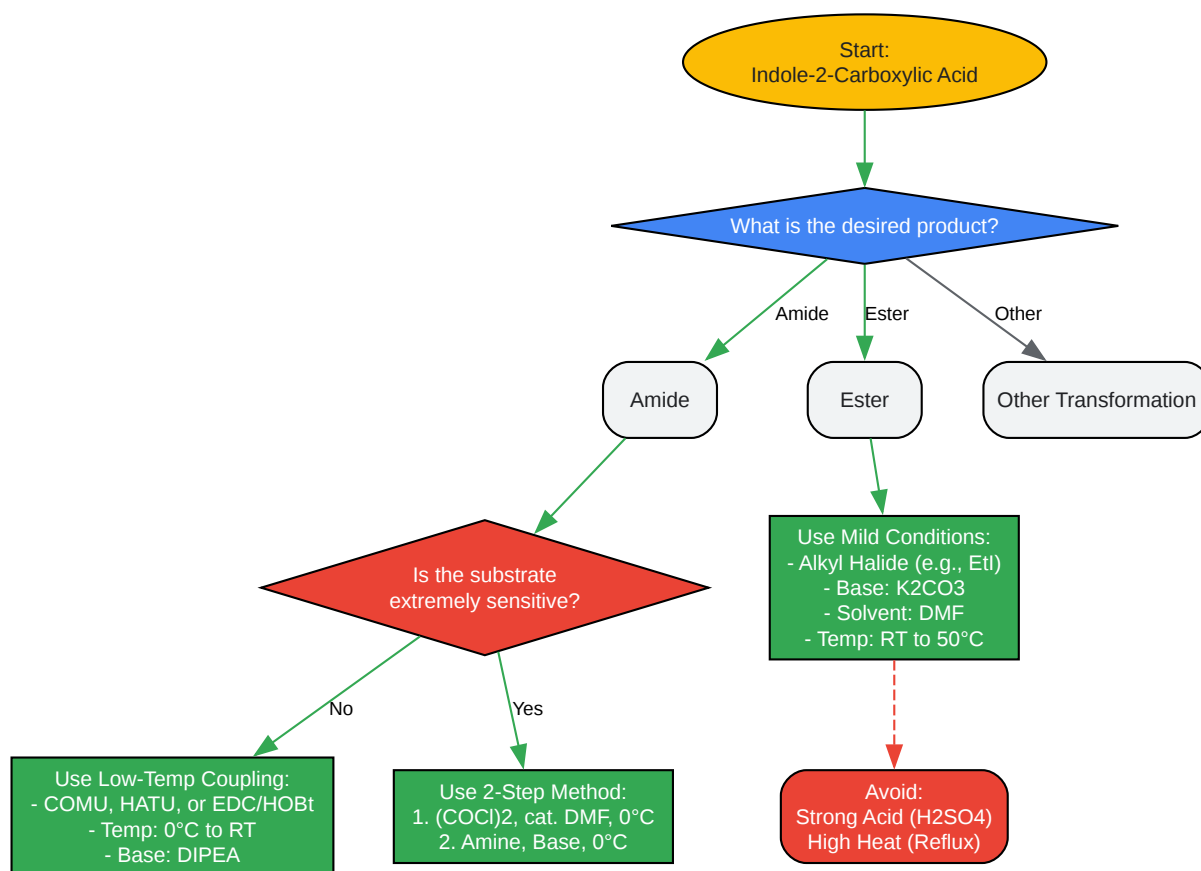 Start:
Indole-2-Carboxylic Acid
What is the desired product?
Amide
Ester
Other
Amide
Ester
Other Transformation
Is the substrate
extremely sensitive?
Use Mild Conditions:
- Alkyl Halide (e.g., EtI)
- Base: K2CO3
- Solvent: DMF
- Temp: RT to 50°C
No
Yes
Use Low-Temp Coupling:
- COMU, HATU, or EDC/HOBt
- Temp: 0°C to RT
- Base: DIPEA
Use 2-Step Method:
1. (COCl)2, cat. DMF, 0°C
2. Amine, Base, 0°C
Avoid:
Strong Acid (H2SO4)
High Heat (Reflux)